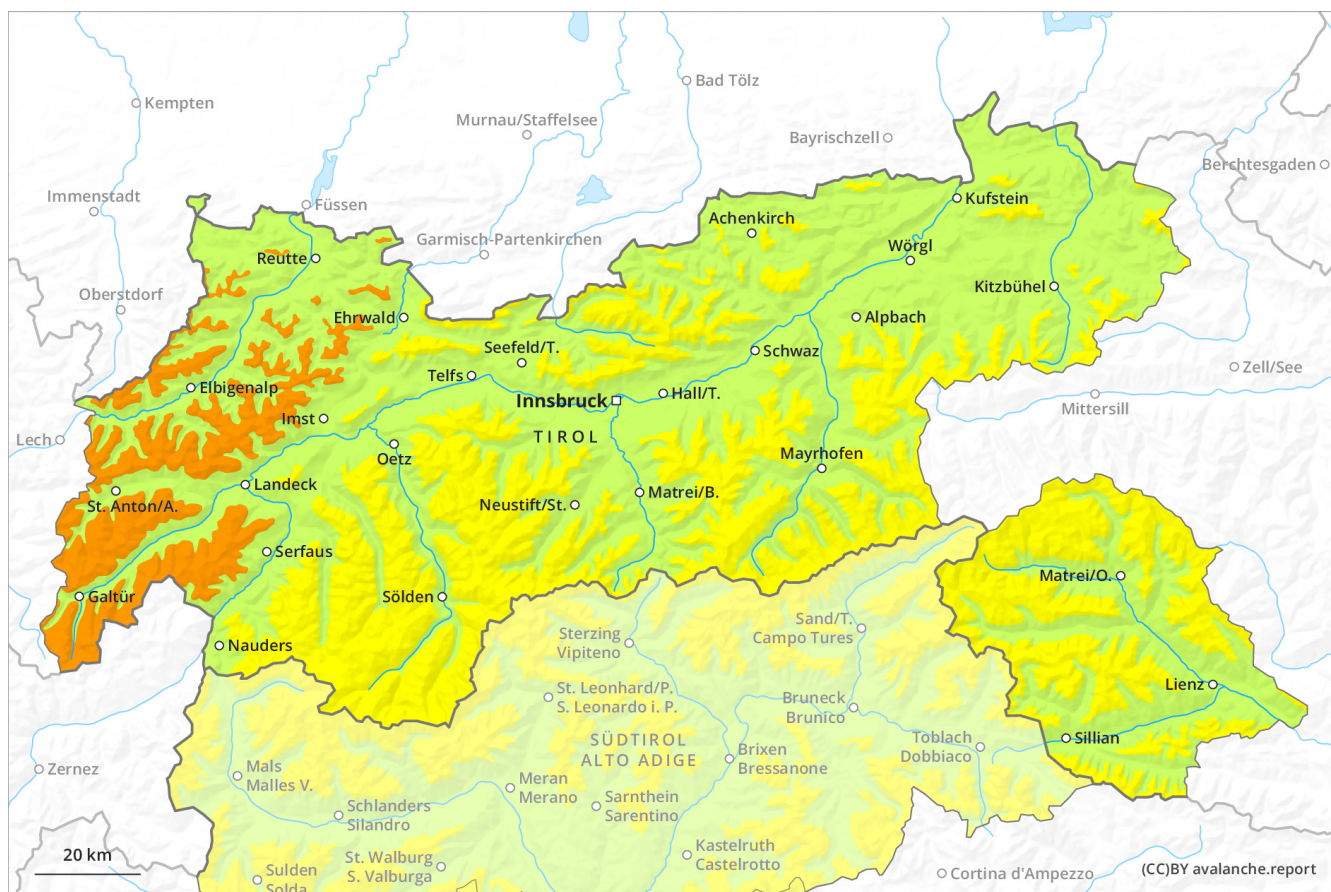 Bad Tölz
Kempten
Murnau/Staffelsee
Bayrischzell
Berchtesgaden
Immenstadt
Füssen
Kufstein
Achenkirch
Garmisch-Partenkirchen
Wörgl
Reutte
Kitzbühel
Oberstdorf
Ehrwald
Alpbach
Seefeld/T.
Schwaz
Zell/See
Telfs
Elbigenalp
Hall/T.
Innsbruck
Mittersill
Imst
TIROL
Lech
Oetz
Mayrhofen
Landeck
Matrei/B.
St. Anton/A.
Neustift/St.
Serfaus
Matrei/O.
Galtür
Sölden
Sand/T.
Campo Tures
Sterzing
Vipiteno
Nauders
Lienz
St. Leonhard/P.
S. Leonardo i. P.
Bruneck
Brunico
SÜDTIROL
ALTO ADIGE
Toblach
Dobbiaco
Sillian
Brixen
Bressanone
Zernez
Mals
Malles V.
Meran
Merano
Sarnthein
Sarentino
Schlanders
Silandro
Kastelruth
Castelrotto
20 km
St. Walburg
S. Valburga
Sulden
Solda
Cortina d'Ampezzo
(CC)BY avalanche.report